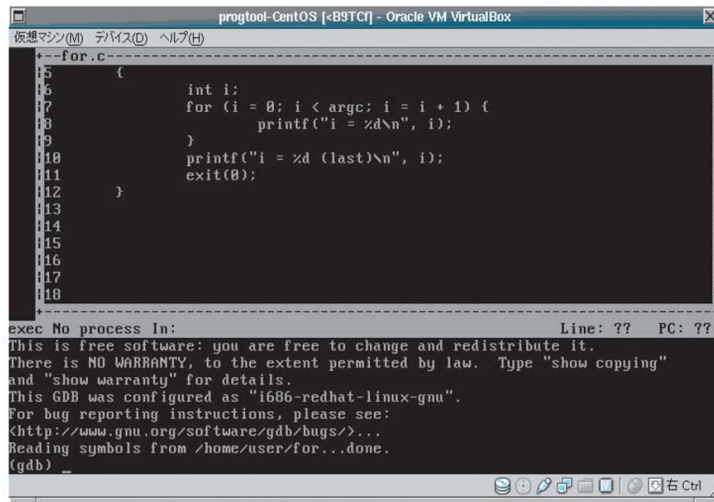 progtool-CentOS [<B9TCf] - Oracle VM VirtualBox
仮想マシン(M) デバイス(D) ヘルプ(H)
+--for.c---------------------------------------------------------------------
5 {
6 int i;
7 for (i = 0; i < argc; i = i + 1) {
8 printf("i = %d\n", i);
9 }
10 printf("i = %d (last)\n", i);
11 exit(0);
12 }
13
14
15
16
17
18
exec No process In: Line: ?? PC: ??
This is free software: you are free to change and redistribute it.
There is NO WARRANTY, to the extent permitted by law. Type "show copying"
and "show warranty" for details.
This GDB was configured as "i686-redhat-linux-gnu".
For bug reporting instructions, please see:
<http://www.gnu.org/software/gdb/bugs/>...
Reading symbols from /home/user/for...done.
(gdb) _
右 Ctrl